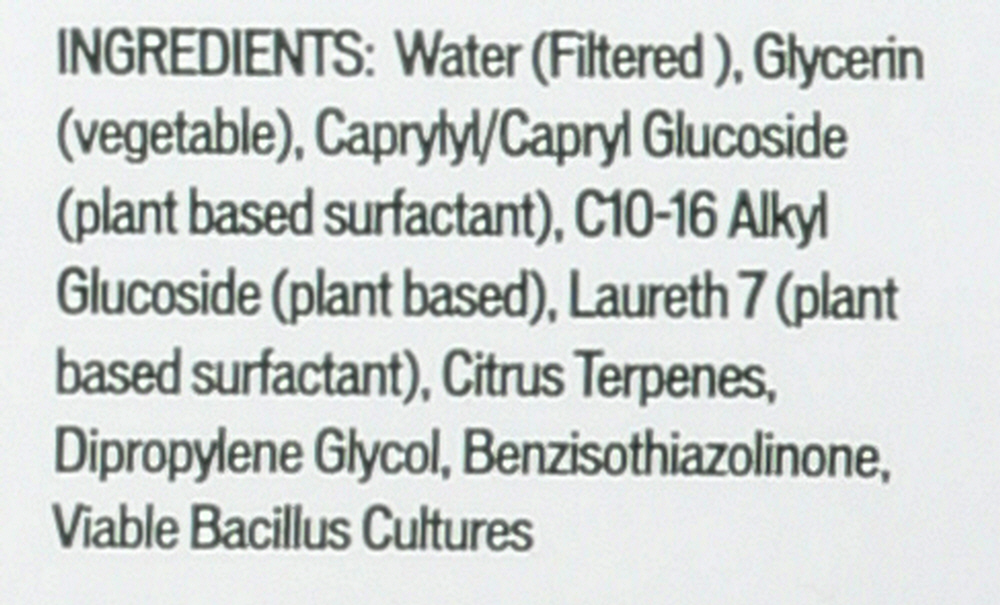 INGREDIENTS: Water (Filtered ), Glycerin
(vegetable), Caprylyl/Capryl Glucoside
(plant based surfactant), C10-16 Alkyl
Glucoside (plant based), Laureth 7 (plant
based surfactant), Citrus Terpenes,
Dipropylene Glycol, Benzisothiazolinone,
Viable Bacillus Cultures